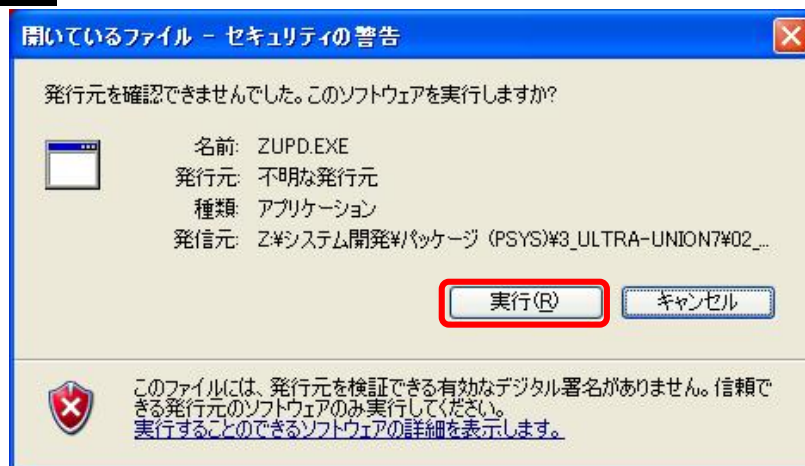 開いているファイル - セキュリティの警告
発行元を確認できませんでした。このソフトウェアを実行しますか?
名前: ZUPD.EXE
発行元: 不明な発行元
種類: アプリケーション
発信元: Z:¥システム開発¥パッケージ (PSYS)¥3_ULTRA-UNION7¥02_...
実行(R) キャンセル
このファイルには、発行元を検証できる有効なデジタル署名がありません。信頼で
きる発行元のソフトウェアのみ実行してください。
実行することのできるソフトウェアの詳細を表示します。